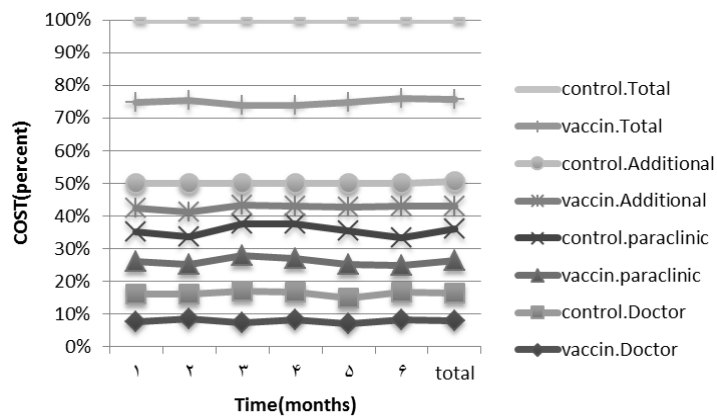 100%
90%
80%
70%
60%
50%
40%
30%
20%
10%
0%
COST(percent)
۱ ۲ ۳ ۴ ۵ ۶ total
Time(months)
control.Total
vaccin.Total
control.Additional
vaccin.Additional
control.paraclinic
vaccin.paraclinic
control.Doctor
vaccin.Doctor